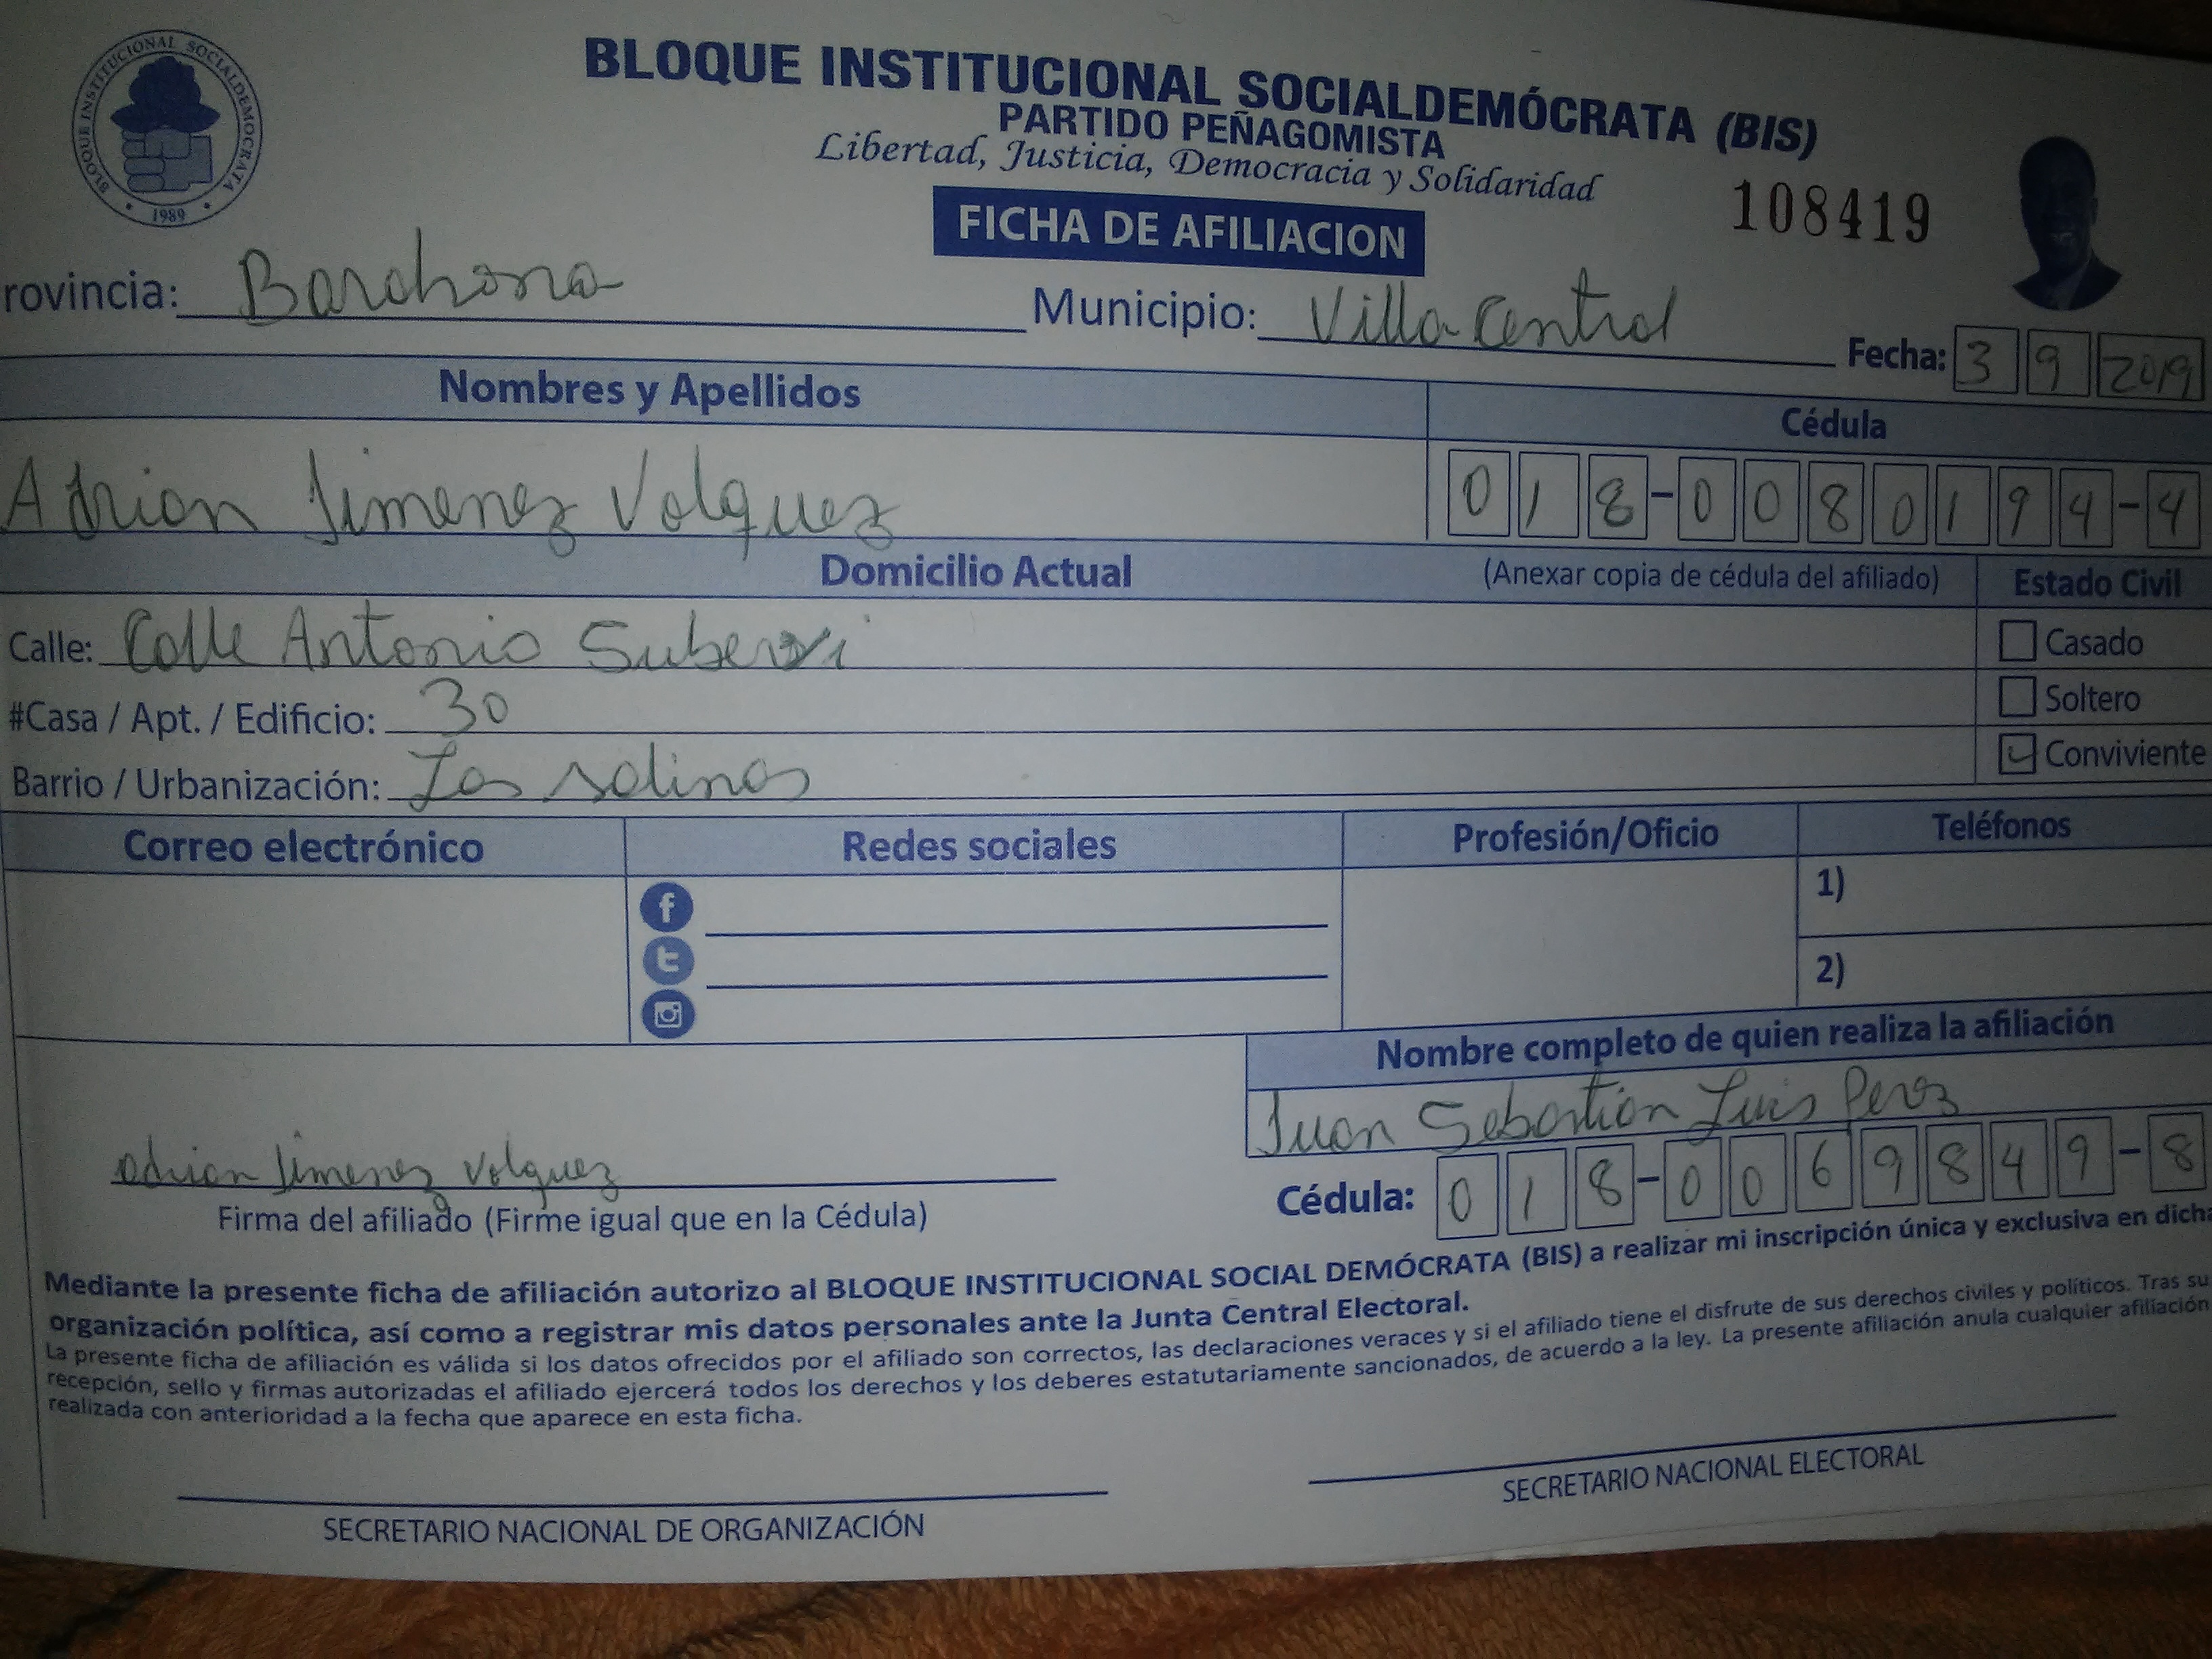 BLOQUE INSTITUCIONAL SOCIALDEMOCRATA
1989
BLOQUE INSTITUCIONAL SOCIALDEMÓCRATA (BIS)
PARTIDO PEÑAGOMISTA
Libertad, Justicia, Democracia y Solidaridad
108419
FICHA DE AFILIACION
rovincia: Barahona Municipio: Villa Central
Fecha: 3 9 2019
Nombres y Apellidos Cédula
Adrian Jimenez Volquez 018-0080194-4
Domicilio Actual (Anexar copia de cédula del afiliado) Estado Civil
Calle: Calle Antonio Subervi Casado
#Casa / Apt. / Edificio: 30 Soltero
Barrio / Urbanización: Las salinas Conviviente
Correo electrónico Redes sociales Profesión/Oficio Teléfonos
1)
2)
Nombre completo de quien realiza la afiliación
Juan Sebastian Luis Perez
adrian Jimenez Volquez
Cédula: 018-0069849-8
Firma del afiliado (Firme igual que en la Cédula)
Mediante la presente ficha de afiliación autorizo al BLOQUE INSTITUCIONAL SOCIAL DEMÓCRATA (BIS) a realizar mi inscripción única y exclusiva en dicha
organización política, así como a registrar mis datos personales ante la Junta Central Electoral.
La presente ficha de afiliación es válida si los datos ofrecidos por el afiliado son correctos, las declaraciones veraces y si el afiliado tiene el disfrute de sus derechos civiles y políticos. Tras su
recepción, sello y firmas autorizadas el afiliado ejercerá todos los derechos y los deberes estatutariamente sancionados, de acuerdo a la ley. La presente afiliación anula cualquier afiliación
realizada con anterioridad a la fecha que aparece en esta ficha.
SECRETARIO NACIONAL DE ORGANIZACIÓN
SECRETARIO NACIONAL ELECTORAL